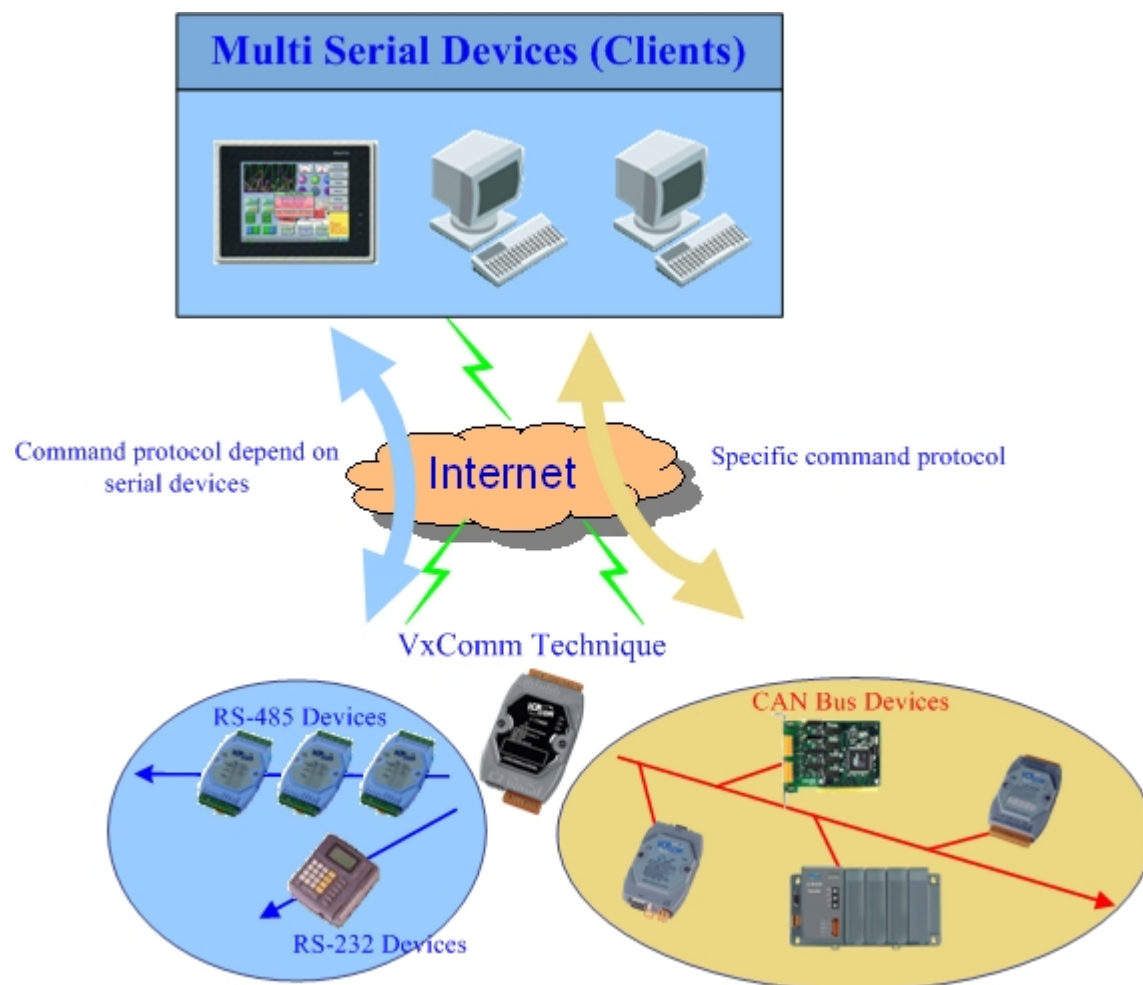 Multi Serial Devices (Clients)
Command protocol depend on
serial devices
Internet
Specific command protocol
VxComm Technique
RS-485 Devices
CAN Bus Devices
RS-232 Devices